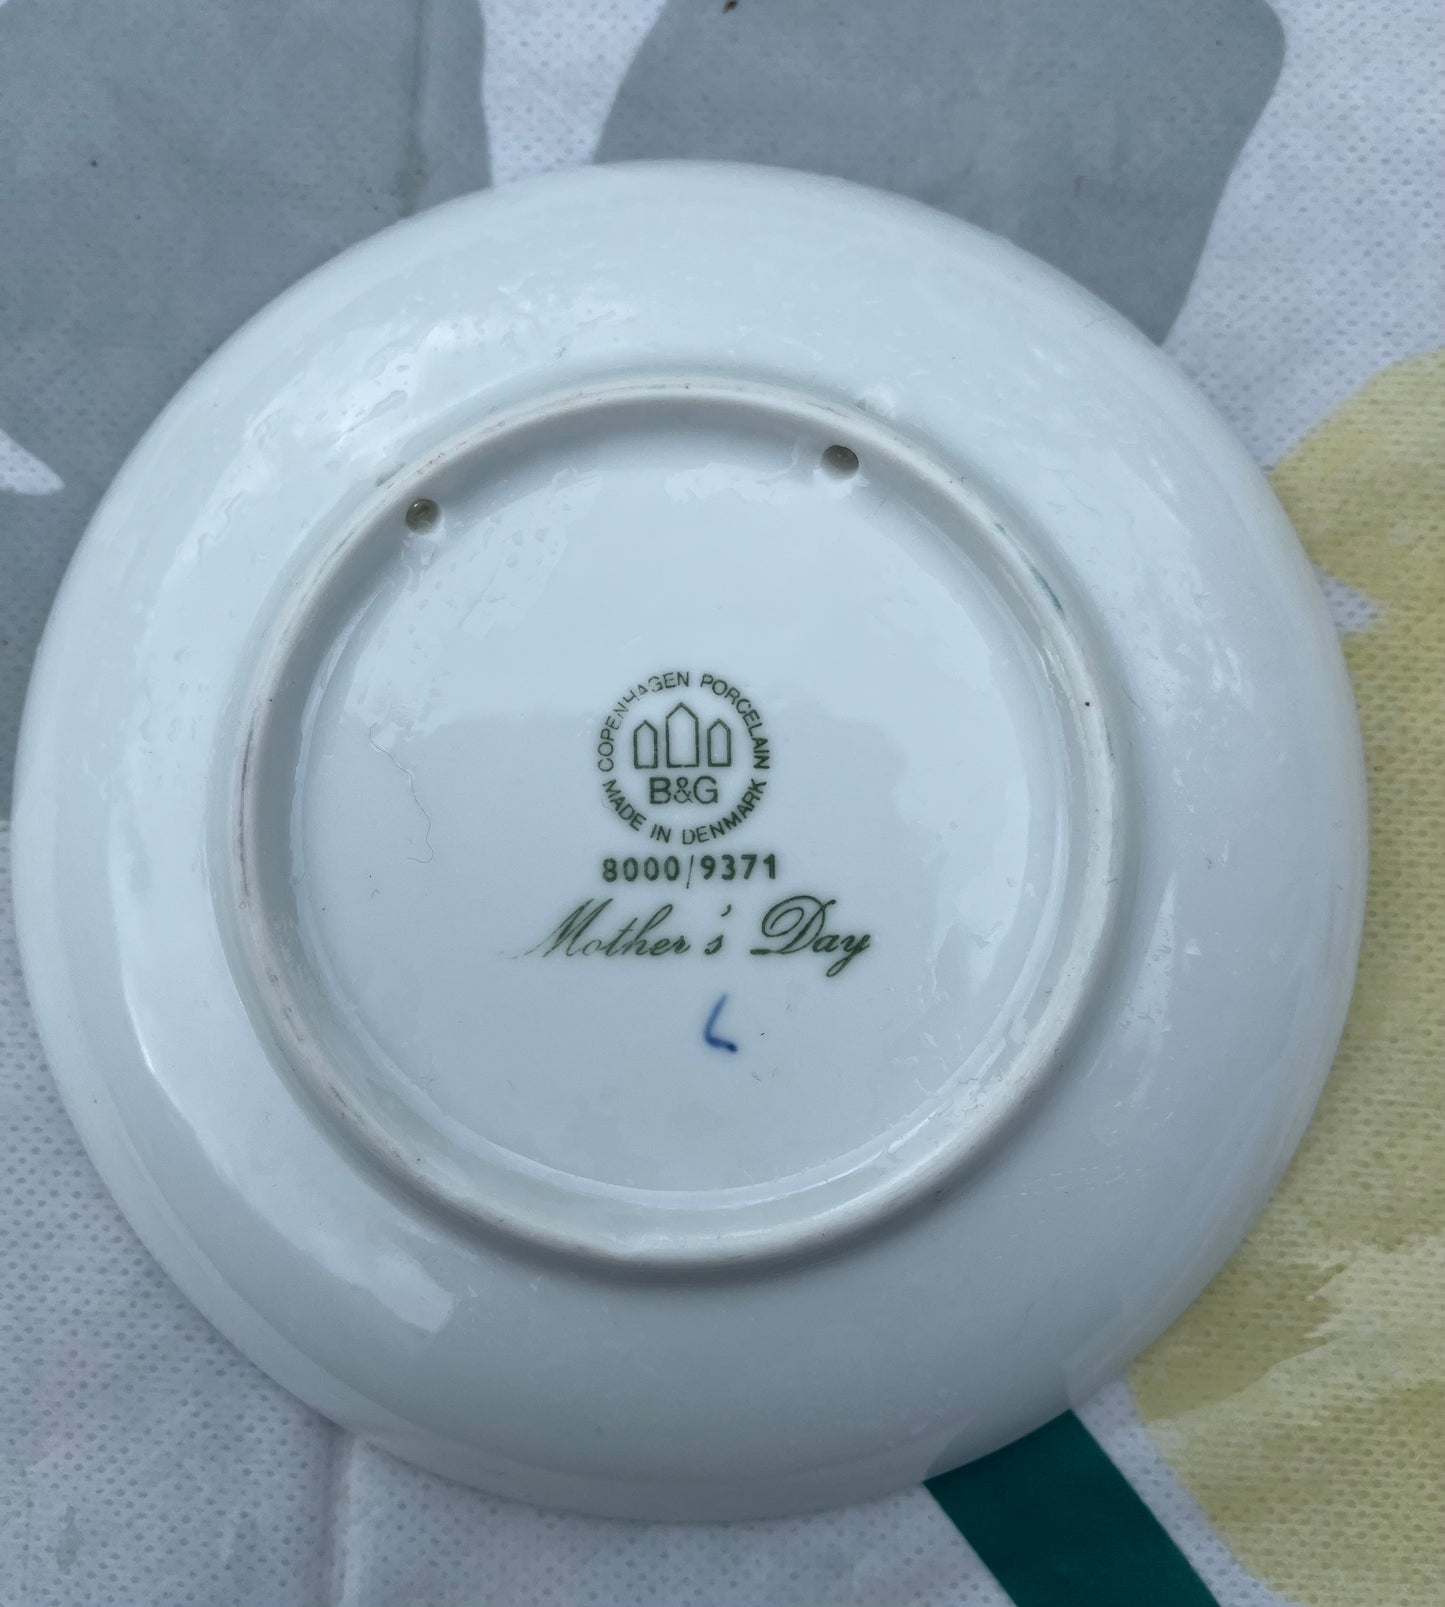 COPENHAGEN PORCELAIN
B&G
MADE IN DENMARK
8000/9371
Mother's Day
L